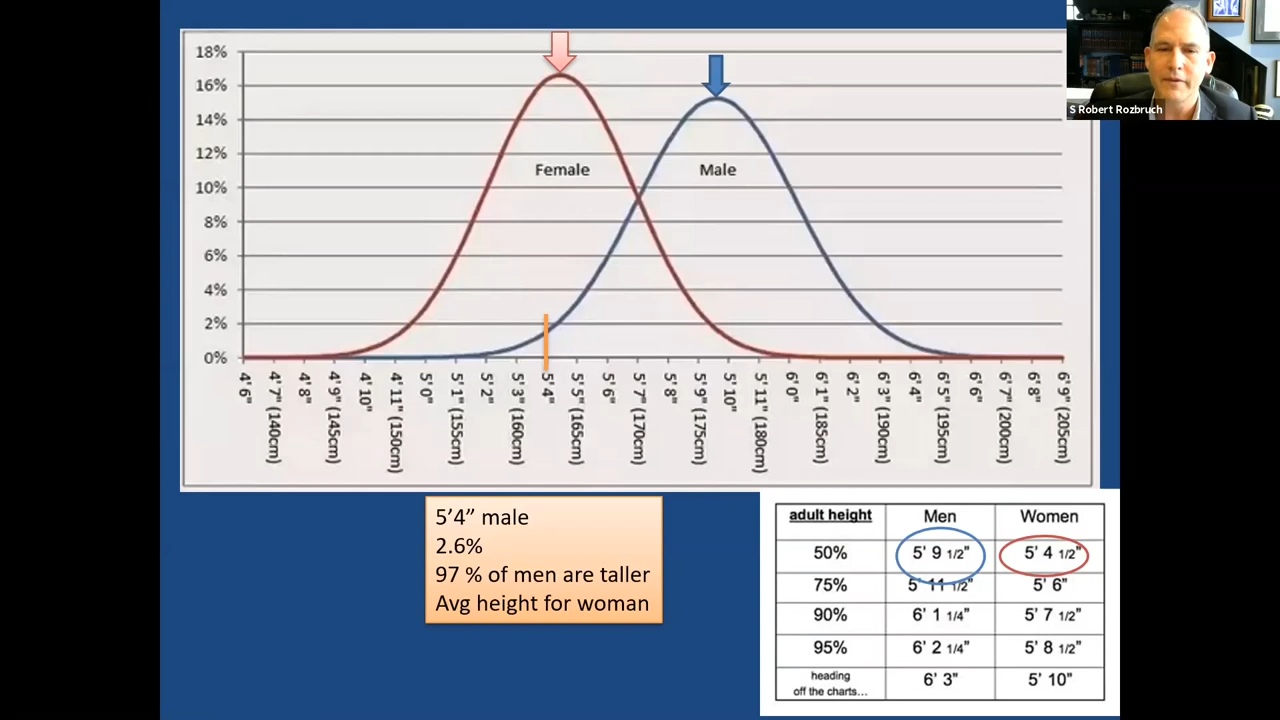 S Robert Rozbruch
18%
16%
14%
12%
10%
8%
6%
4%
2%
0%
Female
Male
4' 6"
4' 7" (140cm)
4' 8"
4' 9" (145cm)
4' 10"
4' 11" (150cm)
5' 0"
5' 1" (155cm)
5' 2"
5' 3" (160cm)
5' 4"
5' 5" (165cm)
5' 6"
5' 7" (170cm)
5' 8"
5' 9" (175cm)
5' 10"
5' 11" (180cm)
6' 0"
6' 1" (185cm)
6' 2"
6' 3" (190cm)
6' 4"
6' 5" (195cm)
6' 6"
6' 7" (200cm)
6' 8"
6' 9" (205cm)
5’4” male
2.6%
97 % of men are taller
Avg height for woman
adult height Men Women
50% 5' 9 1/2" 5' 4 1/2"
75% 5' 11 1/2" 5' 6"
90% 6' 1 1/4" 5' 7 1/2"
95% 6' 2 1/4" 5' 8 1/2"
heading
off the charts... 6' 3" 5' 10"